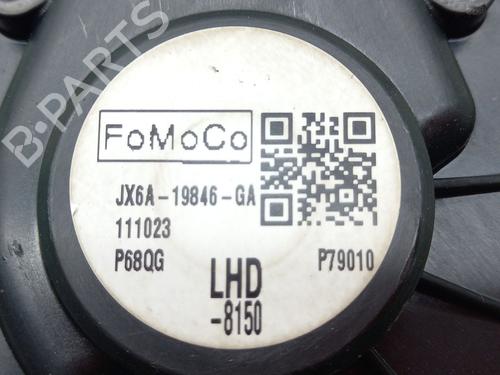 B-PARTS
FoMoCo
JX6A-19846-GA
111023
P68QG
P79010
LHD
-8150